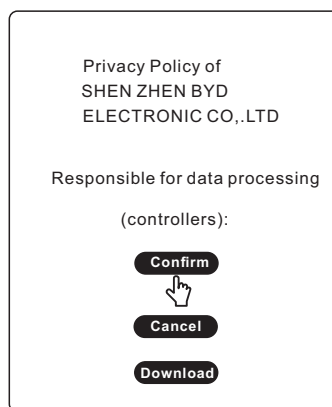 Privacy Policy of
SHEN ZHEN BYD
ELECTRONIC CO,.LTD
Responsible for data processing
(controllers):
Confirm
Cancel
Download